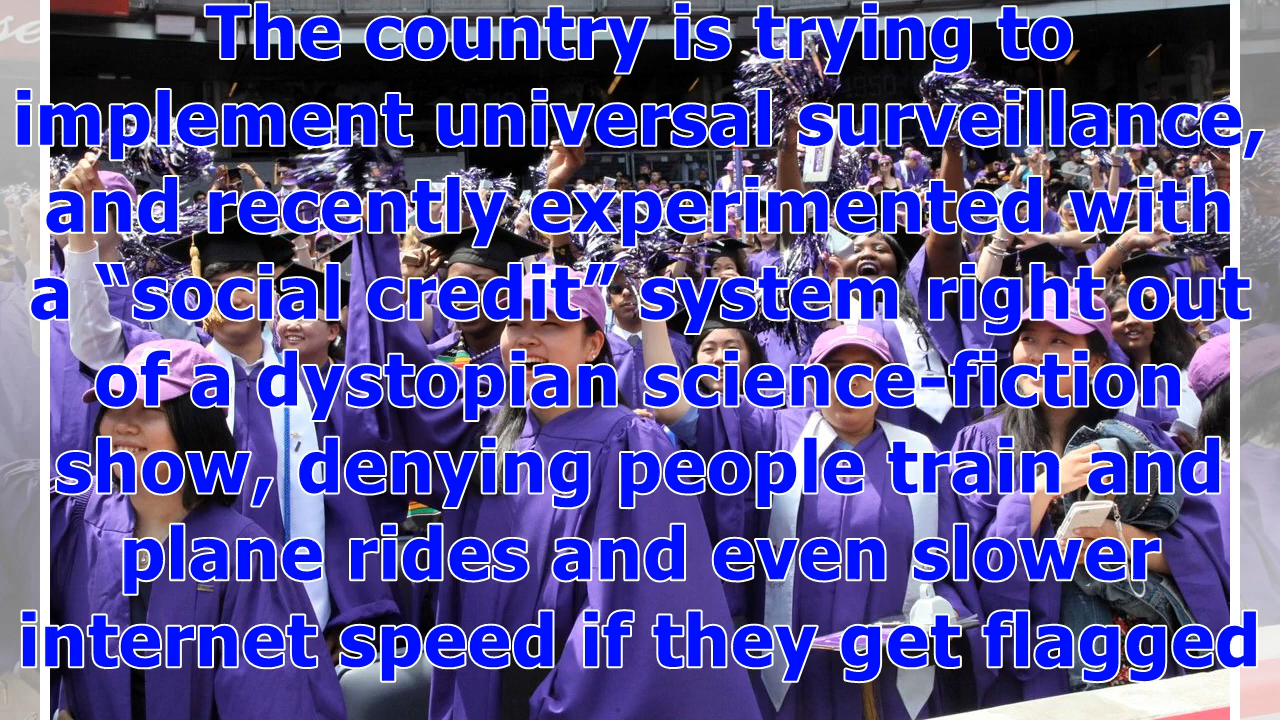 The country is trying to
implement universal surveillance,
and recently experimented with
a “social credit” system right out
of a dystopian science-fiction
show, denying people train and
plane rides and even slower
internet speed if they get flagged